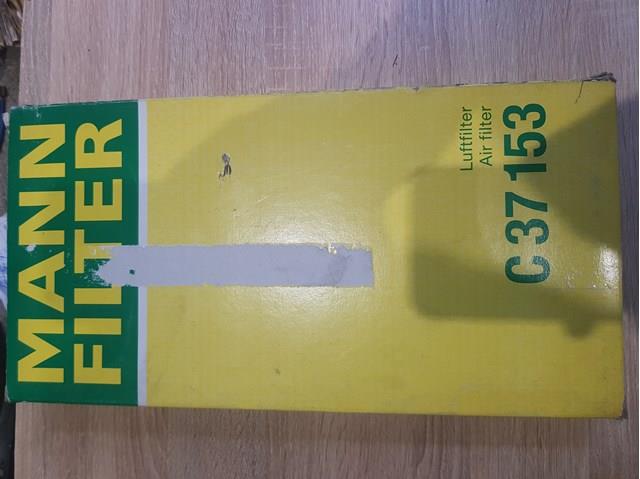 MANN
FILTER
Luftfilter
Air filter
C 37 153